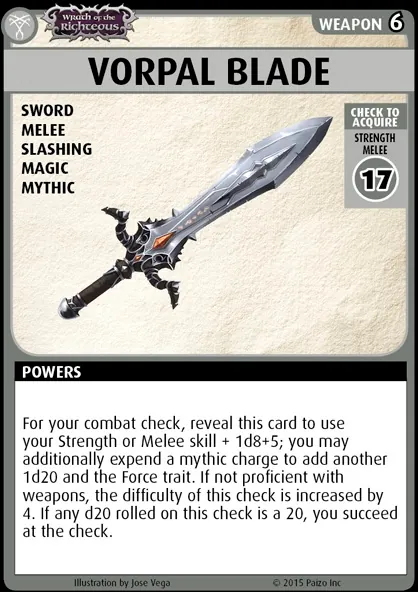 Wrath of the
Righteous
WEAPON 6
VORPAL BLADE
SWORD
MELEE
SLASHING
MAGIC
MYTHIC
CHECK TO
ACQUIRE
STRENGTH
MELEE
17
POWERS
For your combat check, reveal this card to use
your Strength or Melee skill + 1d8+5; you may
additionally expend a mythic charge to add another
1d20 and the Force trait. If not proficient with
weapons, the difficulty of this check is increased by
4. If any d20 rolled on this check is a 20, you succeed
at the check.
Illustration by Jose Vega
© 2015 Paizo Inc